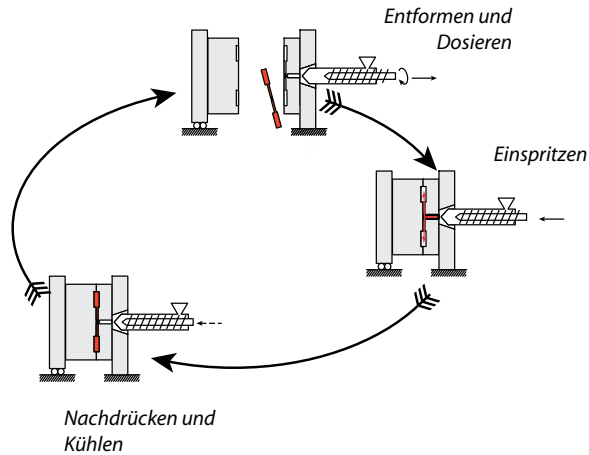 Entformen und
Dosieren
Einspritzen
Nachdrücken und
Kühlen